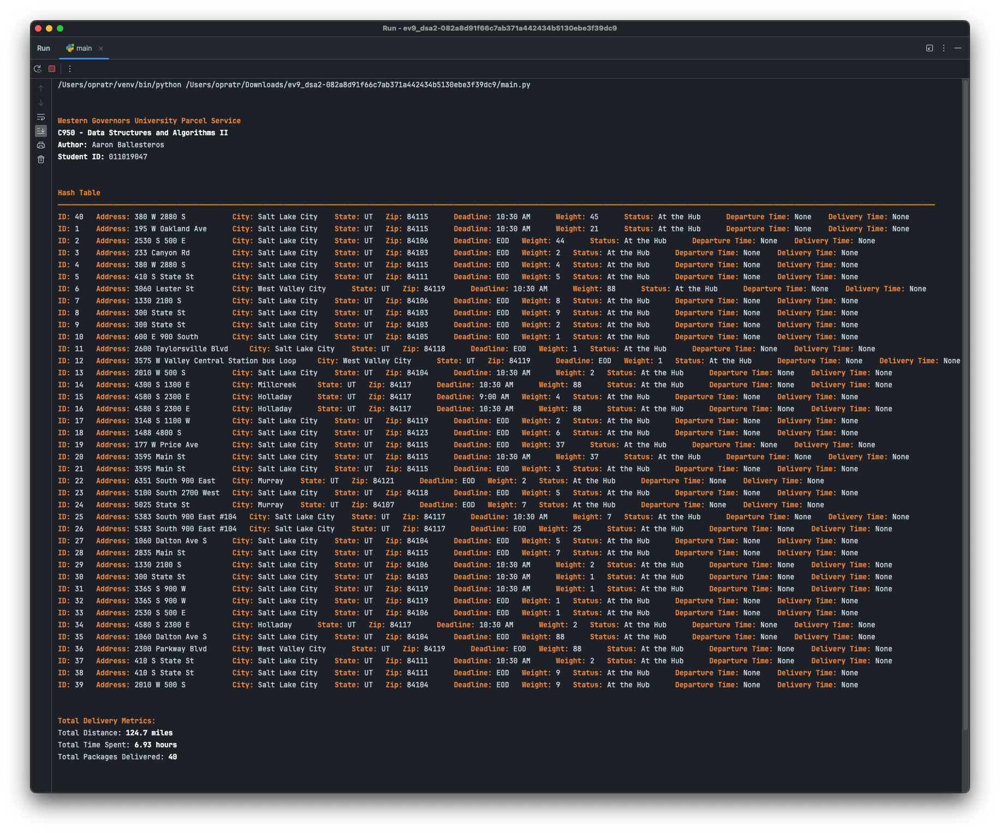 Run - ev9_dsa2-082a8d91f66c7ab371a442434b5130ebe3f39dc9
Run main
/Users/opratr/venv/bin/python /Users/opratr/Downloads/ev9_dsa2-082a8d91f66c7ab371a442434b5130ebe3f39dc9/main.py
Western Governors University Parcel Service
C950 - Data Structures and Algorithms II
Author: Aaron Ballesteros
Student ID: 011019047
Hash Table
ID: 40 Address: 380 W 2880 S City: Salt Lake City State: UT Zip: 84115 Deadline: 10:30 AM Weight: 45 Status: At the Hub Departure Time: None Delivery Time: None
ID: 1 Address: 195 W Oakland Ave City: Salt Lake City State: UT Zip: 84115 Deadline: 10:30 AM Weight: 21 Status: At the Hub Departure Time: None Delivery Time: None
ID: 2 Address: 2530 S 500 E City: Salt Lake City State: UT Zip: 84106 Deadline: EOD Weight: 44 Status: At the Hub Departure Time: None Delivery Time: None
ID: 3 Address: 233 Canyon Rd City: Salt Lake City State: UT Zip: 84103 Deadline: EOD Weight: 2 Status: At the Hub Departure Time: None Delivery Time: None
ID: 4 Address: 380 W 2880 S City: Salt Lake City State: UT Zip: 84115 Deadline: EOD Weight: 4 Status: At the Hub Departure Time: None Delivery Time: None
ID: 5 Address: 410 S State St City: Salt Lake City State: UT Zip: 84111 Deadline: EOD Weight: 5 Status: At the Hub Departure Time: None Delivery Time: None
ID: 6 Address: 3060 Lester St City: West Valley City State: UT Zip: 84119 Deadline: 10:30 AM Weight: 88 Status: At the Hub Departure Time: None Delivery Time: None
ID: 7 Address: 1330 2100 S City: Salt Lake City State: UT Zip: 84106 Deadline: EOD Weight: 8 Status: At the Hub Departure Time: None Delivery Time: None
ID: 8 Address: 300 State St City: Salt Lake City State: UT Zip: 84103 Deadline: EOD Weight: 9 Status: At the Hub Departure Time: None Delivery Time: None
ID: 9 Address: 300 State St City: Salt Lake City State: UT Zip: 84103 Deadline: EOD Weight: 2 Status: At the Hub Departure Time: None Delivery Time: None
ID: 10 Address: 600 E 900 South City: Salt Lake City State: UT Zip: 84105 Deadline: EOD Weight: 1 Status: At the Hub Departure Time: None Delivery Time: None
ID: 11 Address: 2600 Taylorsville Blvd City: Salt Lake City State: UT Zip: 84118 Deadline: EOD Weight: 1 Status: At the Hub Departure Time: None Delivery Time: None
ID: 12 Address: 3575 W Valley Central Station bus Loop City: West Valley City State: UT Zip: 84119 Deadline: EOD Weight: 1 Status: At the Hub Departure Time: None Delivery Time: None
ID: 13 Address: 2010 W 500 S City: Salt Lake City State: UT Zip: 84104 Deadline: 10:30 AM Weight: 2 Status: At the Hub Departure Time: None Delivery Time: None
ID: 14 Address: 4300 S 1300 E City: Millcreek State: UT Zip: 84117 Deadline: 10:30 AM Weight: 88 Status: At the Hub Departure Time: None Delivery Time: None
ID: 15 Address: 4580 S 2300 E City: Holladay State: UT Zip: 84117 Deadline: 9:00 AM Weight: 4 Status: At the Hub Departure Time: None Delivery Time: None
ID: 16 Address: 4580 S 2300 E City: Holladay State: UT Zip: 84117 Deadline: 10:30 AM Weight: 88 Status: At the Hub Departure Time: None Delivery Time: None
ID: 17 Address: 3148 S 1100 W City: Salt Lake City State: UT Zip: 84119 Deadline: EOD Weight: 2 Status: At the Hub Departure Time: None Delivery Time: None
ID: 18 Address: 1488 4800 S City: Salt Lake City State: UT Zip: 84123 Deadline: EOD Weight: 6 Status: At the Hub Departure Time: None Delivery Time: None
ID: 19 Address: 177 W Price Ave City: Salt Lake City State: UT Zip: 84115 Deadline: EOD Weight: 37 Status: At the Hub Departure Time: None Delivery Time: None
ID: 20 Address: 3595 Main St City: Salt Lake City State: UT Zip: 84115 Deadline: 10:30 AM Weight: 37 Status: At the Hub Departure Time: None Delivery Time: None
ID: 21 Address: 3595 Main St City: Salt Lake City State: UT Zip: 84115 Deadline: EOD Weight: 3 Status: At the Hub Departure Time: None Delivery Time: None
ID: 22 Address: 6351 South 900 East City: Murray State: UT Zip: 84121 Deadline: EOD Weight: 2 Status: At the Hub Departure Time: None Delivery Time: None
ID: 23 Address: 5100 South 2700 West City: Salt Lake City State: UT Zip: 84118 Deadline: EOD Weight: 5 Status: At the Hub Departure Time: None Delivery Time: None
ID: 24 Address: 5025 State St City: Murray State: UT Zip: 84107 Deadline: EOD Weight: 7 Status: At the Hub Departure Time: None Delivery Time: None
ID: 25 Address: 5383 South 900 East #104 City: Salt Lake City State: UT Zip: 84117 Deadline: 10:30 AM Weight: 7 Status: At the Hub Departure Time: None Delivery Time: None
ID: 26 Address: 5383 South 900 East #104 City: Salt Lake City State: UT Zip: 84117 Deadline: EOD Weight: 25 Status: At the Hub Departure Time: None Delivery Time: None
ID: 27 Address: 1060 Dalton Ave S City: Salt Lake City State: UT Zip: 84104 Deadline: EOD Weight: 5 Status: At the Hub Departure Time: None Delivery Time: None
ID: 28 Address: 2835 Main St City: Salt Lake City State: UT Zip: 84115 Deadline: EOD Weight: 7 Status: At the Hub Departure Time: None Delivery Time: None
ID: 29 Address: 1330 2100 S City: Salt Lake City State: UT Zip: 84106 Deadline: 10:30 AM Weight: 2 Status: At the Hub Departure Time: None Delivery Time: None
ID: 30 Address: 300 State St City: Salt Lake City State: UT Zip: 84103 Deadline: 10:30 AM Weight: 1 Status: At the Hub Departure Time: None Delivery Time: None
ID: 31 Address: 3365 S 900 W City: Salt Lake City State: UT Zip: 84119 Deadline: 10:30 AM Weight: 1 Status: At the Hub Departure Time: None Delivery Time: None
ID: 32 Address: 3365 S 900 W City: Salt Lake City State: UT Zip: 84119 Deadline: EOD Weight: 1 Status: At the Hub Departure Time: None Delivery Time: None
ID: 33 Address: 2530 S 500 E City: Salt Lake City State: UT Zip: 84106 Deadline: EOD Weight: 1 Status: At the Hub Departure Time: None Delivery Time: None
ID: 34 Address: 4580 S 2300 E City: Holladay State: UT Zip: 84117 Deadline: 10:30 AM Weight: 2 Status: At the Hub Departure Time: None Delivery Time: None
ID: 35 Address: 1060 Dalton Ave S City: Salt Lake City State: UT Zip: 84104 Deadline: EOD Weight: 88 Status: At the Hub Departure Time: None Delivery Time: None
ID: 36 Address: 2300 Parkway Blvd City: West Valley City State: UT Zip: 84119 Deadline: EOD Weight: 88 Status: At the Hub Departure Time: None Delivery Time: None
ID: 37 Address: 410 S State St City: Salt Lake City State: UT Zip: 84111 Deadline: 10:30 AM Weight: 2 Status: At the Hub Departure Time: None Delivery Time: None
ID: 38 Address: 410 S State St City: Salt Lake City State: UT Zip: 84111 Deadline: EOD Weight: 9 Status: At the Hub Departure Time: None Delivery Time: None
ID: 39 Address: 2010 W 500 S City: Salt Lake City State: UT Zip: 84104 Deadline: EOD Weight: 9 Status: At the Hub Departure Time: None Delivery Time: None
Total Delivery Metrics:
Total Distance: 124.7 miles
Total Time Spent: 6.93 hours
Total Packages Delivered: 40